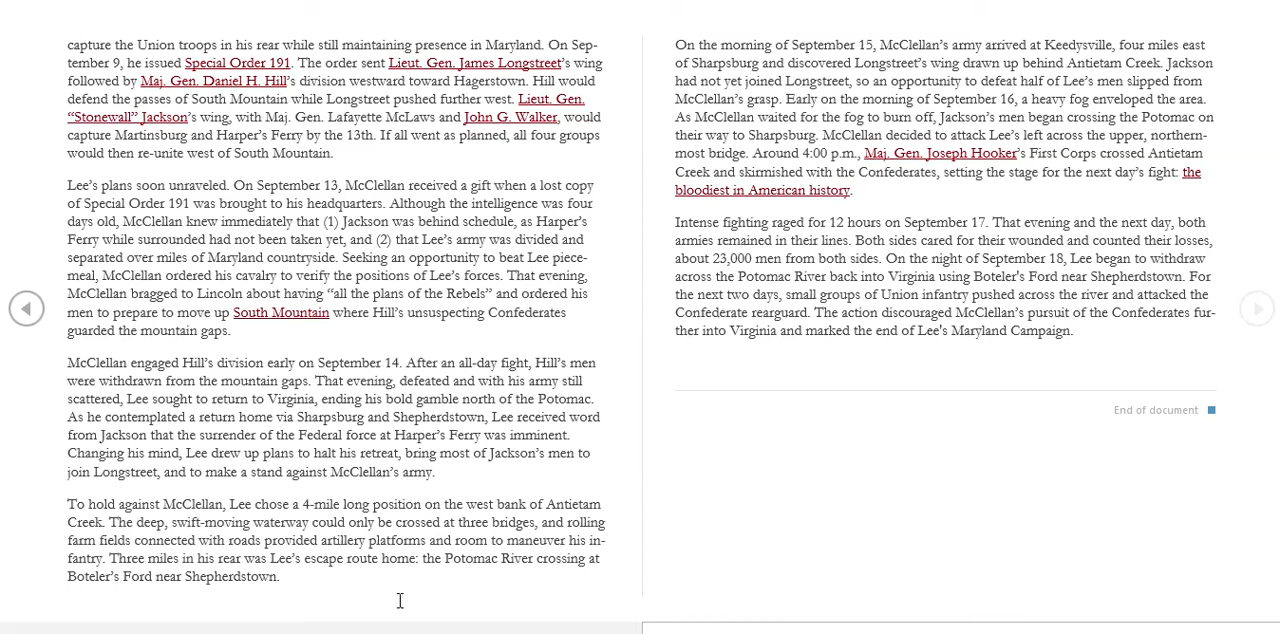 capture the Union troops in his rear while still maintaining presence in Maryland. On Sep-
tember 9, he issued Special Order 191. The order sent Lieut. Gen. James Longstreet's wing
followed by Maj. Gen. Daniel H. Hill's division westward toward Hagerstown. Hill would
defend the passes of South Mountain while Longstreet pushed further west. Lieut. Gen.
“Stonewall” Jackson's wing, with Maj. Gen. Lafayette McLaws and John G. Walker, would
capture Martinsburg and Harper's Ferry by the 13th. If all went as planned, all four groups
would then re-unite west of South Mountain.
Lee's plans soon unraveled. On September 13, McClellan received a gift when a lost copy
of Special Order 191 was brought to his headquarters. Although the intelligence was four
days old, McClellan knew immediately that (1) Jackson was behind schedule, as Harper's
Ferry while surrounded had not been taken yet, and (2) that Lee's army was divided and
separated over miles of Maryland countryside. Seeking an opportunity to beat Lee piece-
meal, McClellan ordered his cavalry to verify the positions of Lee's forces. That evening,
McClellan bragged to Lincoln about having “all the plans of the Rebels” and ordered his
men to prepare to move up South Mountain where Hill's unsuspecting Confederates
guarded the mountain gaps.
McClellan engaged Hill's division early on September 14. After an all-day fight, Hill's men
were withdrawn from the mountain gaps. That evening, defeated and with his army still
scattered, Lee sought to return to Virginia, ending his bold gamble north of the Potomac.
As he contemplated a return home via Sharpsburg and Shepherdstown, Lee received word
from Jackson that the surrender of the Federal force at Harper's Ferry was imminent.
Changing his mind, Lee drew up plans to halt his retreat, bring most of Jackson's men to
join Longstreet, and to make a stand against McClellan's army.
To hold against McClellan, Lee chose a 4-mile long position on the west bank of Antietam
Creek. The deep, swift-moving waterway could only be crossed at three bridges, and rolling
farm fields connected with roads provided artillery platforms and room to maneuver his in-
fantry. Three miles in his rear was Lee's escape route home: the Potomac River crossing at
Boteler's Ford near Shepherdstown.
On the morning of September 15, McClellan's army arrived at Keedysville, four miles east
of Sharpsburg and discovered Longstreet's wing drawn up behind Antietam Creek. Jackson
had not yet joined Longstreet, so an opportunity to defeat half of Lee's men slipped from
McClellan's grasp. Early on the morning of September 16, a heavy fog enveloped the area.
As McClellan waited for the fog to burn off, Jackson's men began crossing the Potomac on
their way to Sharpsburg. McClellan decided to attack Lee's left across the upper, northern-
most bridge. Around 4:00 p.m., Maj. Gen. Joseph Hooker's First Corps crossed Antietam
Creek and skirmished with the Confederates, setting the stage for the next day's fight: the
bloodiest in American history.
Intense fighting raged for 12 hours on September 17. That evening and the next day, both
armies remained in their lines. Both sides cared for their wounded and counted their losses,
about 23,000 men from both sides. On the night of September 18, Lee began to withdraw
across the Potomac River back into Virginia using Boteler's Ford near Shepherdstown. For
the next two days, small groups of Union infantry pushed across the river and attacked the
Confederate rearguard. The action discouraged McClellan's pursuit of the Confederates fur-
ther into Virginia and marked the end of Lee's Maryland Campaign.
End of document